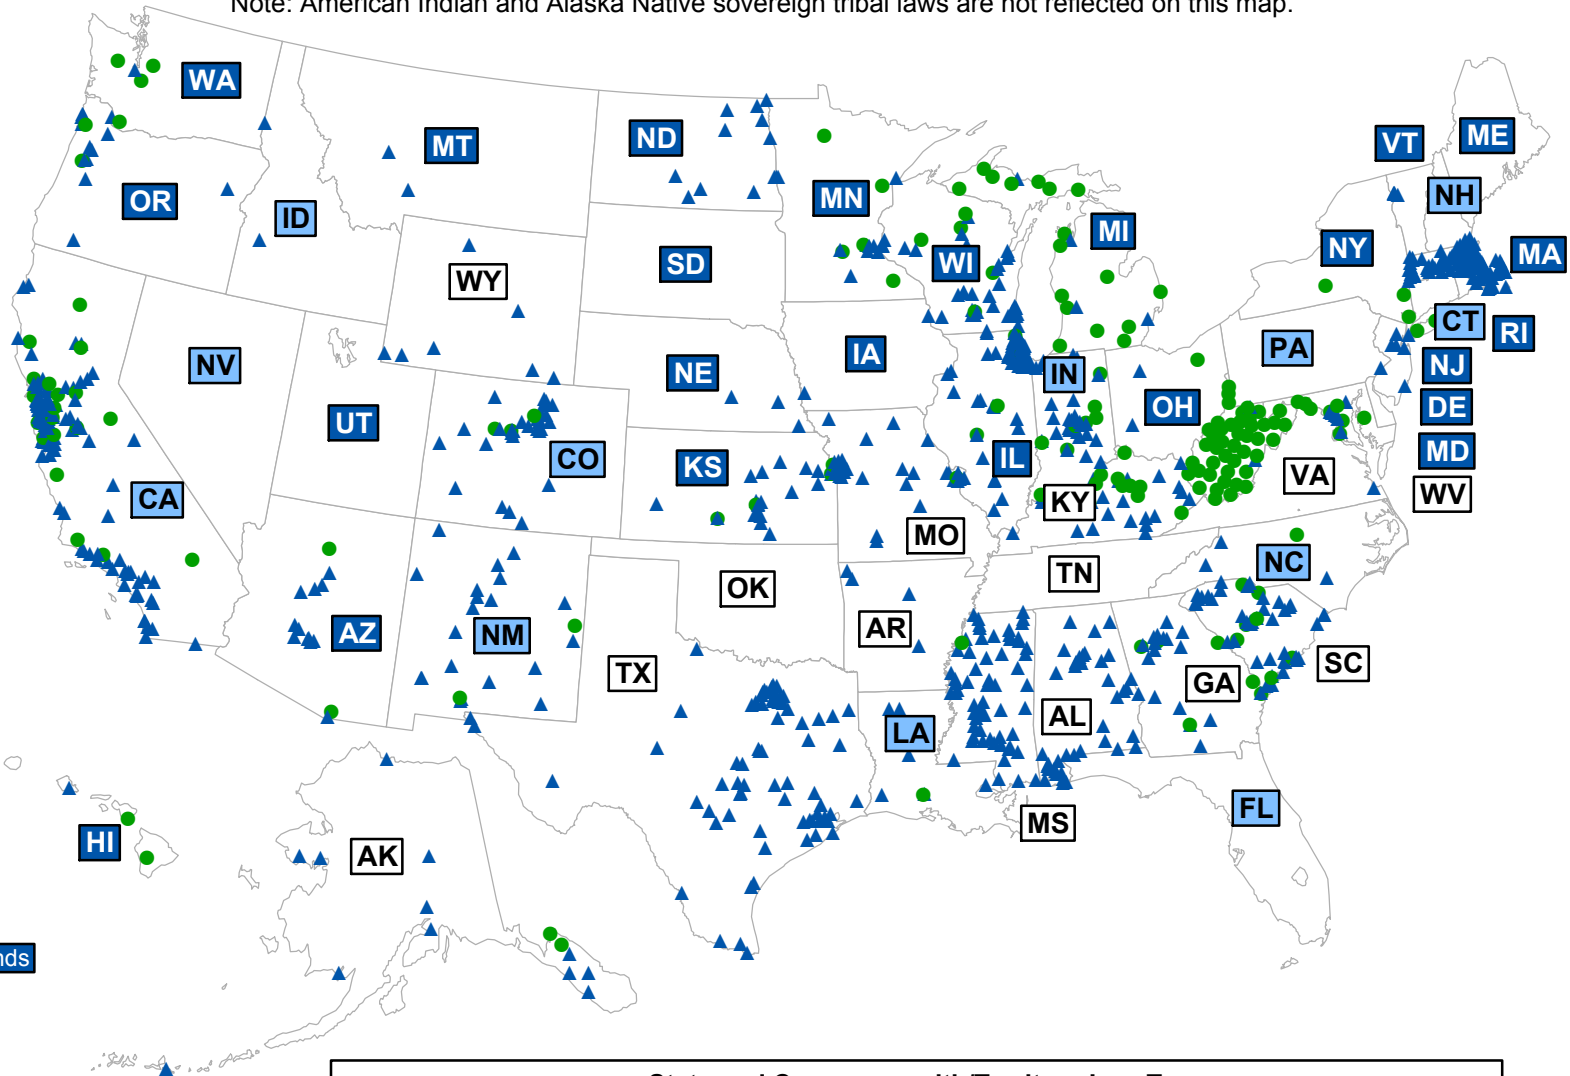 Note: American Indian and Alaska Native sovereign tribal laws are not reflected on this map.
WA
MT
ND
MN
VT
ME
OR
ID
NH
MI
NY
MA
WI
SD
WY
CT
RI
NV
IA
PA
NE
IN
NJ
UT
OH
DE
CO
KS
IL
MD
CA
KY
VA
WV
MO
NC
OK
TN
AZ
NM
AR
TX
GA
SC
AL
LA
FL
MS
HI
AK
nds